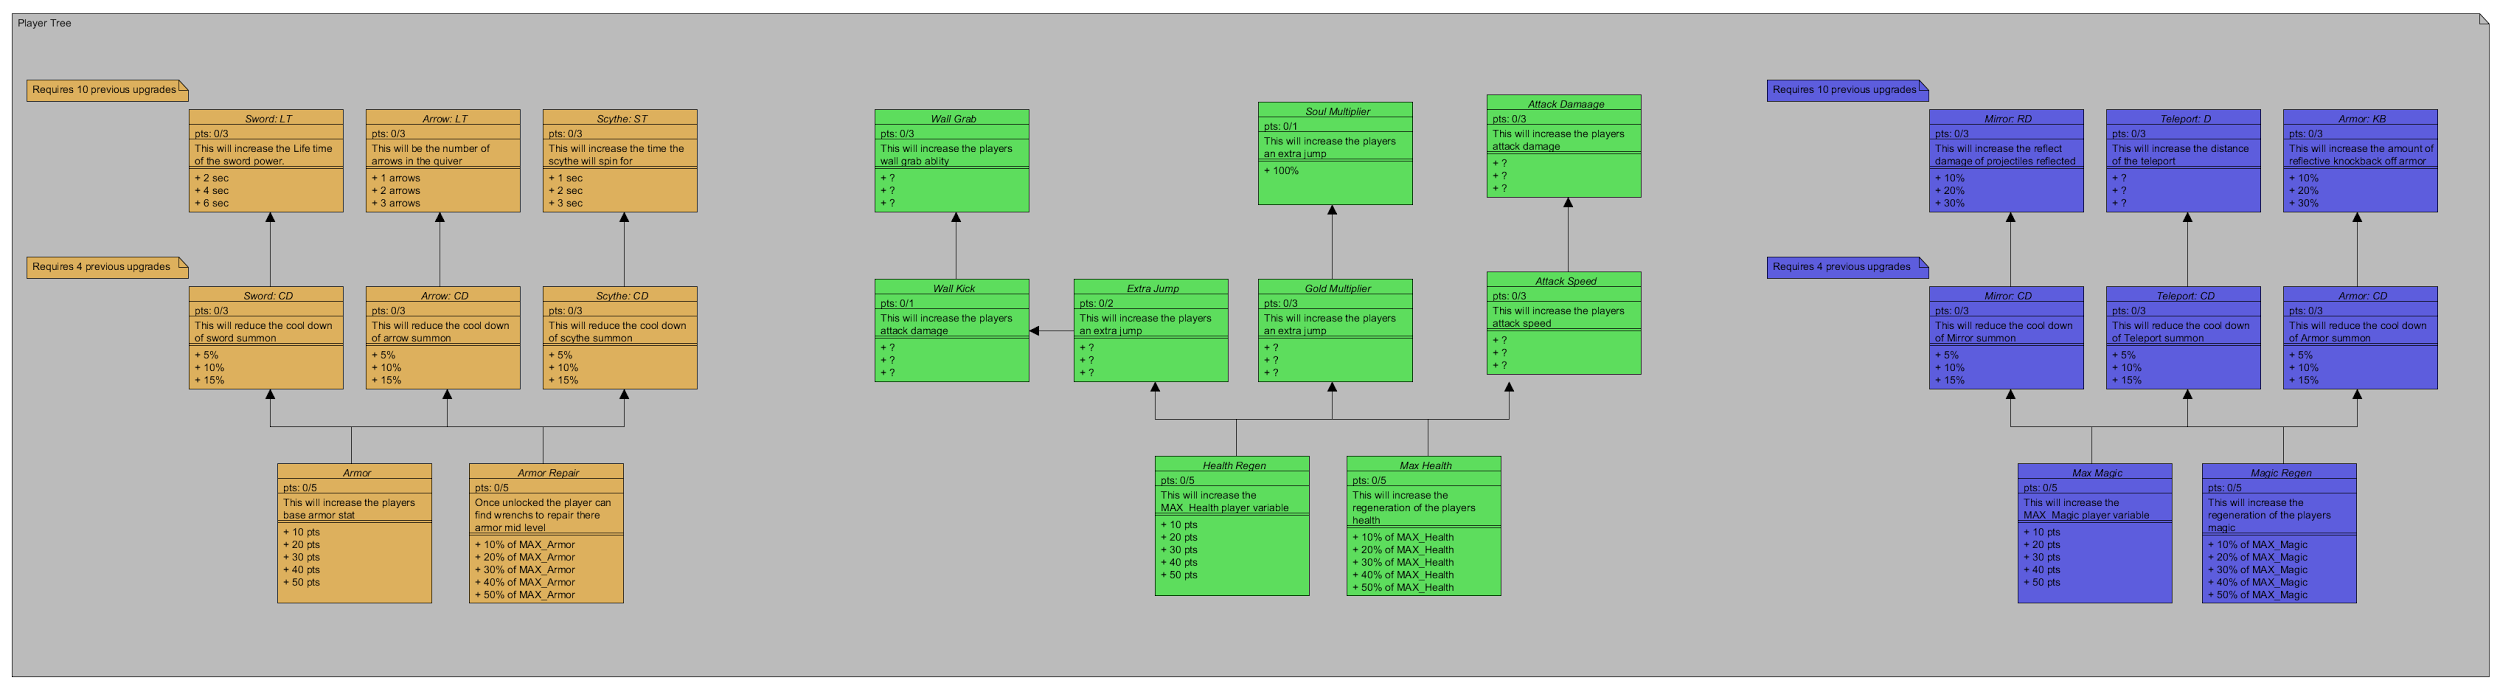 Player Tree
Requires 10 previous upgrades
Sword: LT
pts: 0/3
This will increase the Life time
of the sword power.
+ 2 sec
+ 4 sec
+ 6 sec
Arrow: LT
pts: 0/3
This will be the number of
arrows in the quiver
+ 1 arrows
+ 2 arrows
+ 3 arrows
Scythe: ST
pts: 0/3
This will increase the time the
scythe will spin for
+ 1 sec
+ 2 sec
+ 3 sec
Requires 4 previous upgrades
Sword: CD
pts: 0/3
This will reduce the cool down
of sword summon
+ 5%
+ 10%
+ 15%
Arrow: CD
pts: 0/3
This will reduce the cool down
of arrow summon
+ 5%
+ 10%
+ 15%
Scythe: CD
pts: 0/3
This will reduce the cool down
of scythe summon
+ 5%
+ 10%
+ 15%
Armor
pts: 0/5
This will increase the players
base armor stat
+ 10 pts
+ 20 pts
+ 30 pts
+ 40 pts
+ 50 pts
Armor Repair
pts: 0/5
Once unlocked the player can
find wrenchs to repair there
armor mid level
+ 10% of MAX_Armor
+ 20% of MAX_Armor
+ 30% of MAX_Armor
+ 40% of MAX_Armor
+ 50% of MAX_Armor
Wall Grab
pts: 0/3
This will increase the players
wall grab ablity
+ ?
+ ?
+ ?
Soul Multiplier
pts: 0/1
This will increase the players
an extra jump
+ 100%
Attack Damaage
pts: 0/3
This will increase the players
attack damage
+ ?
+ ?
+ ?
Wall Kick
pts: 0/1
This will increase the players
attack damage
+ ?
+ ?
+ ?
Extra Jump
pts: 0/2
This will increase the players
an extra jump
+ ?
+ ?
+ ?
Gold Multiplier
pts: 0/3
This will increase the players
an extra jump
+ ?
+ ?
+ ?
Attack Speed
pts: 0/3
This will increase the players
attack speed
+ ?
+ ?
+ ?
Health Regen
pts: 0/5
This will increase the
MAX_Health player variable
+ 10 pts
+ 20 pts
+ 30 pts
+ 40 pts
+ 50 pts
Max Health
pts: 0/5
This will increase the
regeneration of the players
health
+ 10% of MAX_Health
+ 20% of MAX_Health
+ 30% of MAX_Health
+ 40% of MAX_Health
+ 50% of MAX_Health
Requires 10 previous upgrades
Mirror: RD
pts: 0/3
This will increase the reflect
damage of projectiles reflected
+ 10%
+ 20%
+ 30%
Teleport: D
pts: 0/3
This will increase the distance
of the teleport
+ ?
+ ?
+ ?
Armor: KB
pts: 0/3
This will increase the amount of
reflective knockback off armor
+ 10%
+ 20%
+ 30%
Requires 4 previous upgrades
Mirror: CD
pts: 0/3
This will reduce the cool down
of Mirror summon
+ 5%
+ 10%
+ 15%
Teleport: CD
pts: 0/3
This will reduce the cool down
of Teleport summon
+ 5%
+ 10%
+ 15%
Armor: CD
pts: 0/3
This will reduce the cool down
of Armor summon
+ 5%
+ 10%
+ 15%
Max Magic
pts: 0/5
This will increase the
MAX_Magic player variable
+ 10 pts
+ 20 pts
+ 30 pts
+ 40 pts
+ 50 pts
Magic Regen
pts: 0/5
This will increase the
regeneration of the players
magic
+ 10% of MAX_Magic
+ 20% of MAX_Magic
+ 30% of MAX_Magic
+ 40% of MAX_Magic
+ 50% of MAX_Magic